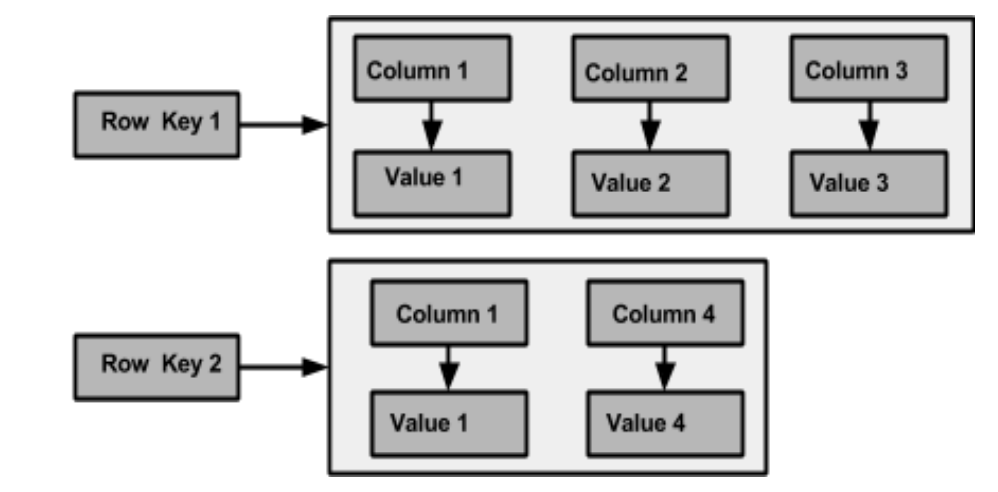 Column 1
Column 2
Column 3
Row Key 1
Value 1
Value 2
Value 3
Column 1
Column 4
Row Key 2
Value 1
Value 4